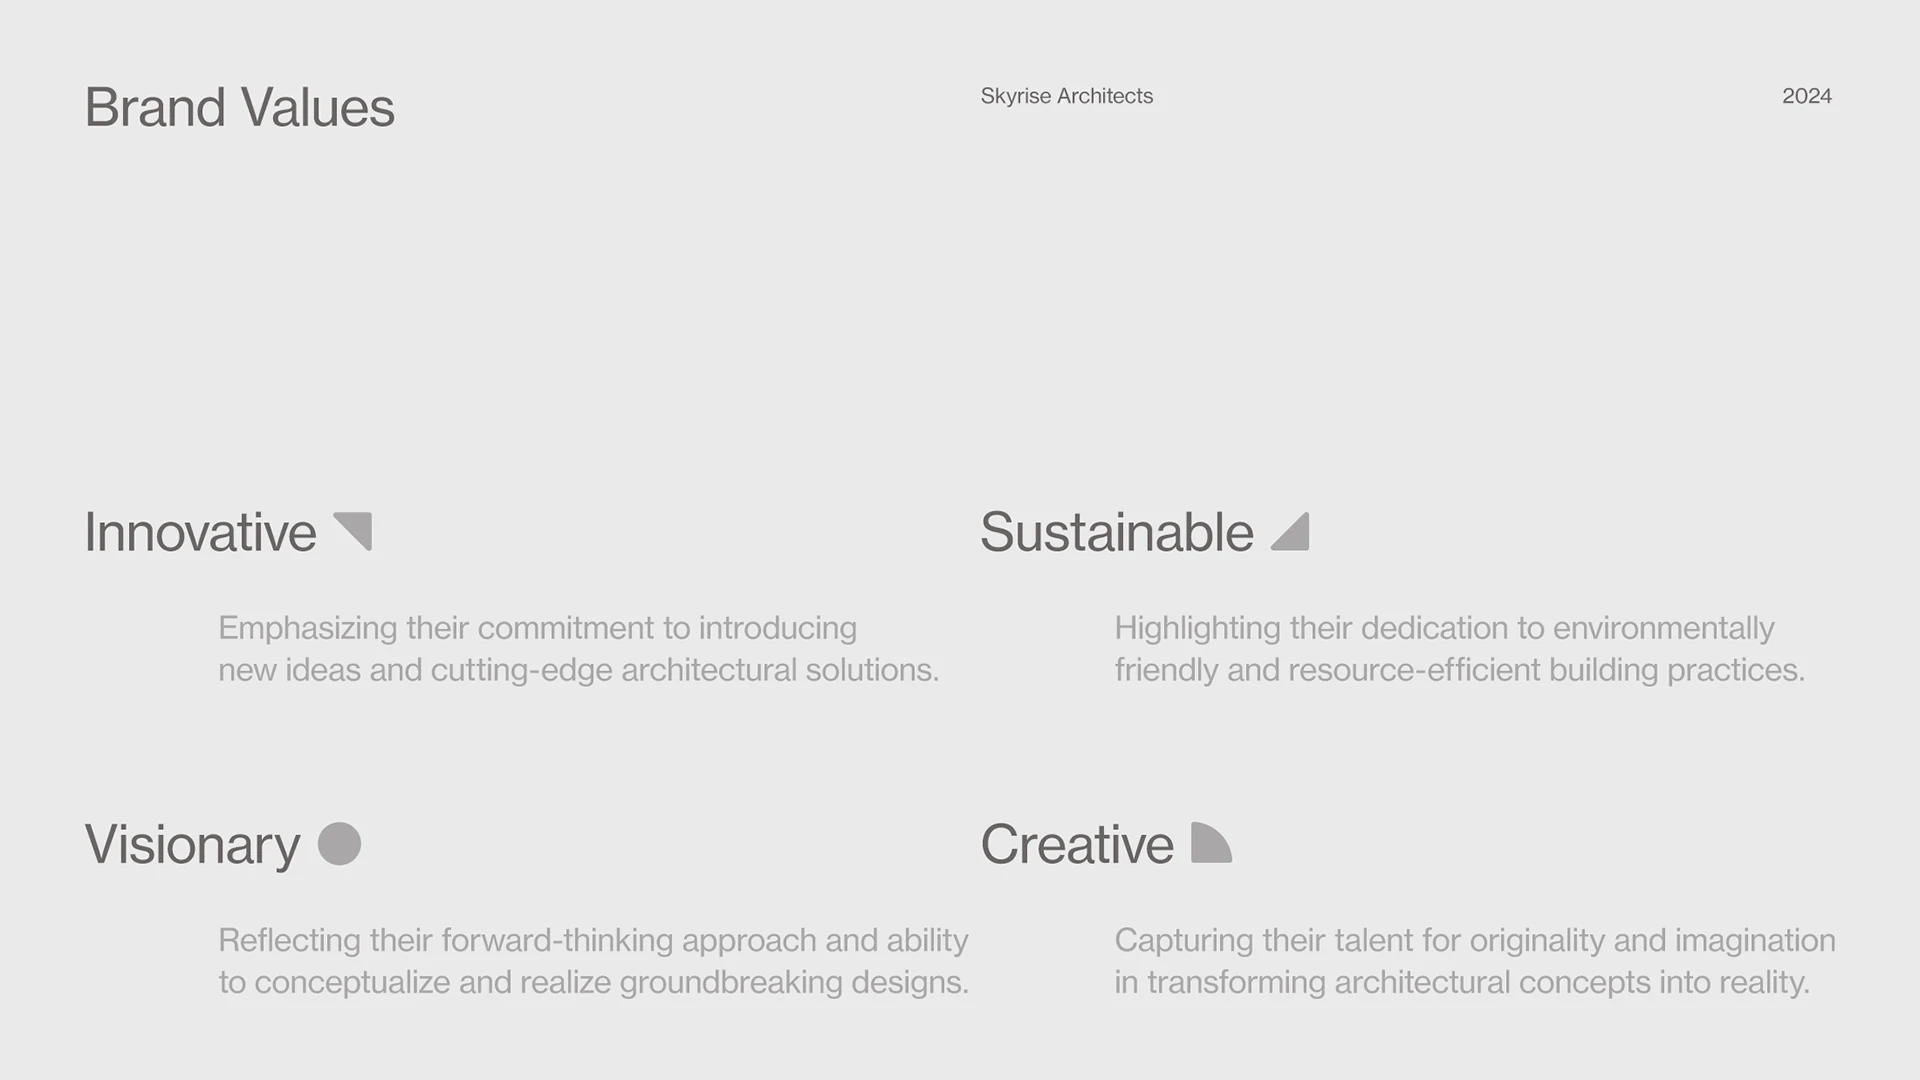 Brand Values
Skyrise Architects
2024
Innovative
Emphasizing their commitment to introducing
new ideas and cutting-edge architectural solutions.
Sustainable
Highlighting their dedication to environmentally
friendly and resource-efficient building practices.
Visionary
Reflecting their forward-thinking approach and ability
to conceptualize and realize groundbreaking designs.
Creative
Capturing their talent for originality and imagination
in transforming architectural concepts into reality.